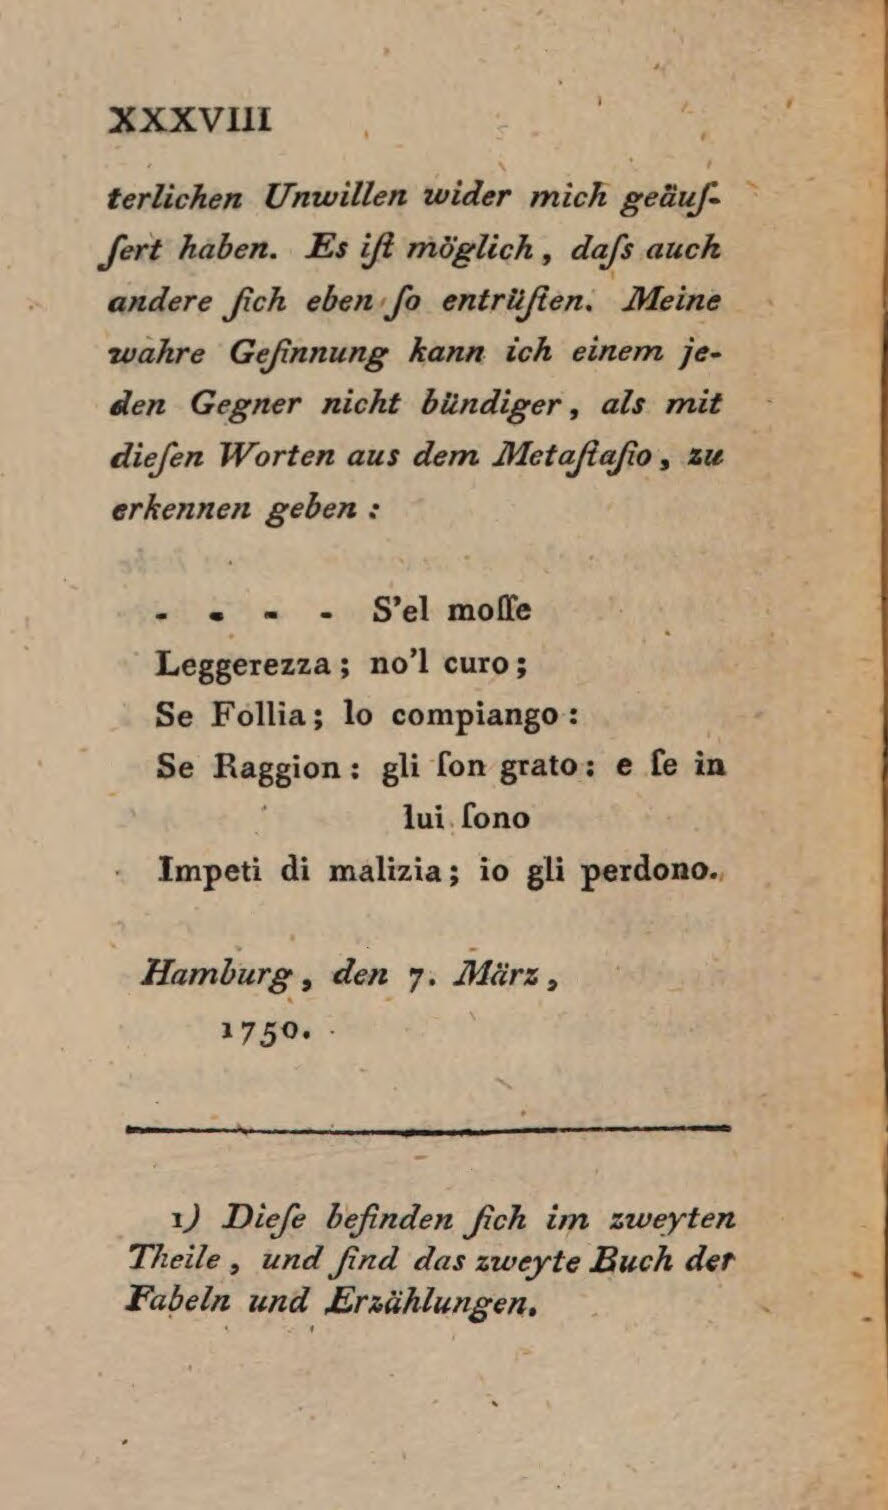 XXXVIII
terlichen Unwillen wider mich geäuſ-
ſert haben. Es iſt möglich, daſs auch
andere ſich eben ſo entrüſten. Meine
wahre Geſinnung kann ich einem je-
den Gegner nicht bündiger, als mit
dieſen Worten aus dem Metaſtaſio, zu
erkennen geben:
- - - - S'el moſſe
Leggerezza; no'l curo;
Se Follia; lo compiango:
Se Raggion: gli ſon grato: e ſe in
lui ſono
Impeti di malizia; io gli perdono.
Hamburg, den 7. März,
1750.
1) Dieſe befinden ſich im zweyten
Theile, und ſind das zweyte Buch der
Fabeln und Erzählungen.